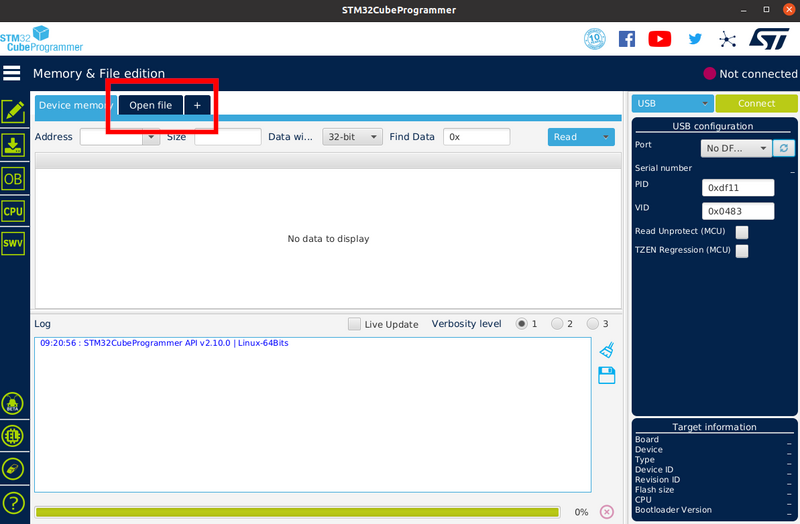 STM32CubeProgrammer
STM32
CubeProgrammer
10
Memory & File edition
Not connected
Device memory
Open file
+
USB
Connect
Address
Size
Data wi...
32-bit
Find Data
0x
Read
No data to display
OB
CPU
SWV
USB configuration
Port
No DF...
Serial number
_
PID
0xdf11
VID
0x0483
Read Unprotect (MCU)
TZEN Regression (MCU)
Log
Live Update
Verbosity level
1
2
3
09:20:56 : STM32CubeProgrammer API v2.10.0 | Linux-64Bits
BETA
EL
?
Target information
Board _
Device _
Type _
Device ID _
Revision ID _
Flash size _
CPU _
Bootloader Version _
0%